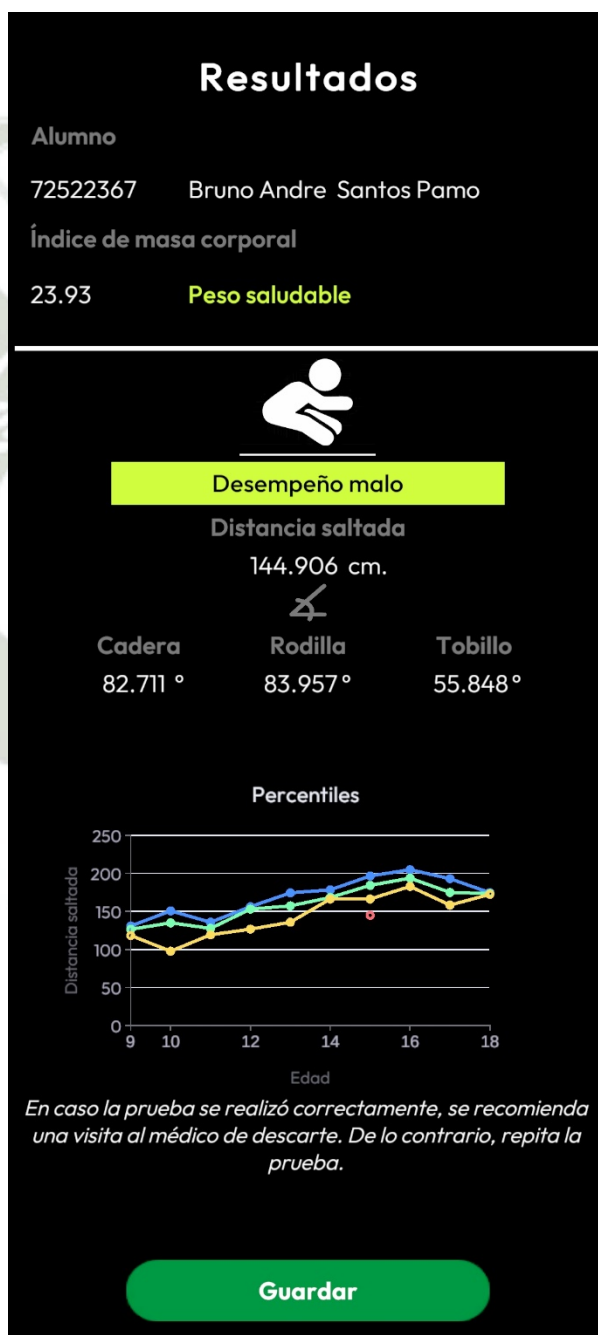 Resultados
Alumno
72522367 Bruno Andre Santos Pamo
Índice de masa corporal
23.93 Peso saludable
Desempeño malo
Distancia saltada
144.906 cm.
Cadera Rodilla Tobillo
82.711 ° 83.957° 55.848°
Percentiles
250
200
150
100
50
0
Distancia saltada
9 10 12 14 16 18
Edad
En caso la prueba se realizó correctamente, se recomienda
una visita al médico de descarte. De lo contrario, repita la
prueba.
Guardar